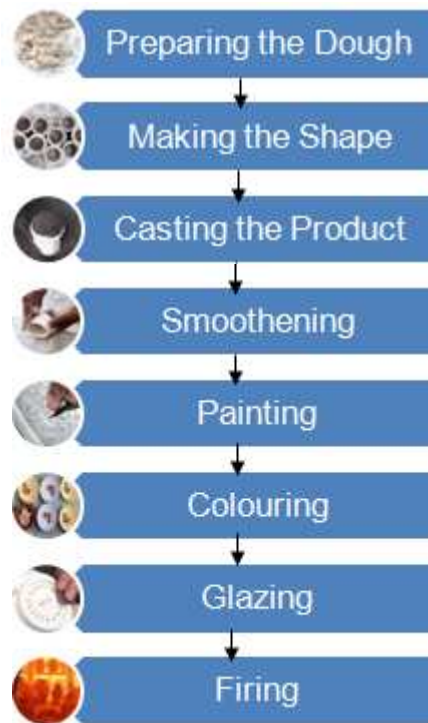 Preparing the Dough
Making the Shape
Casting the Product
Smoothening
Painting
Colouring
Glazing
Firing